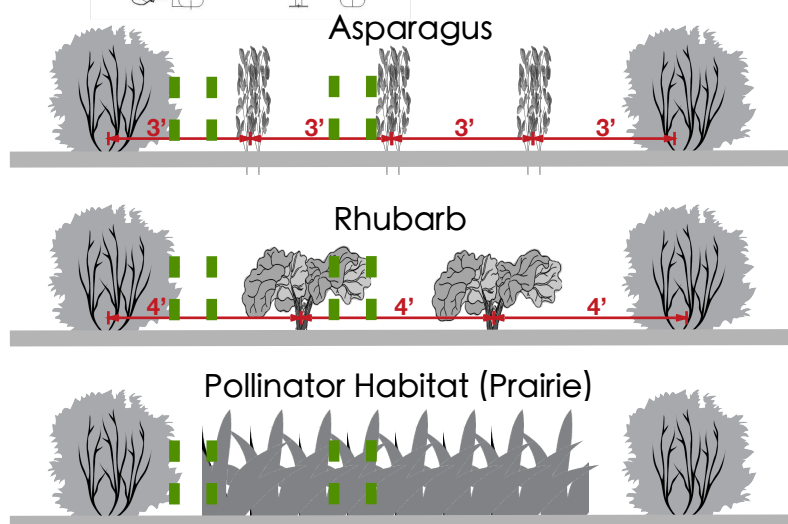 Asparagus
3’ 3’ 3’ 3’
Rhubarb
4’ 4’ 4’
Pollinator Habitat (Prairie)